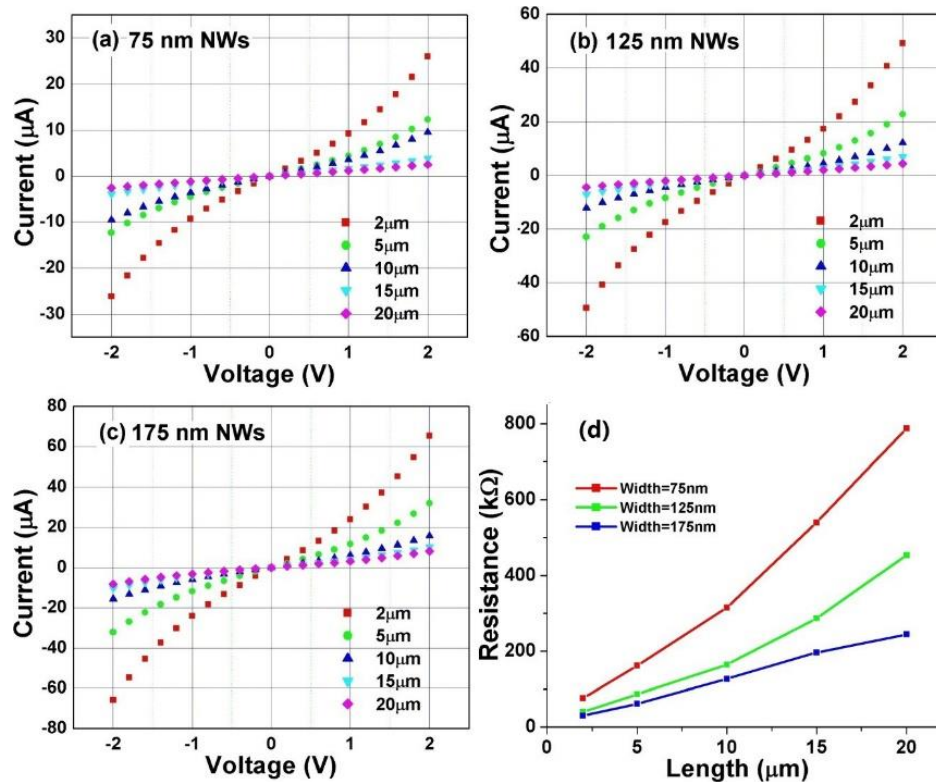 (a) 75 nm NWs
Current (μA)
30
20
10
0
-10
-20
-30
2μm
5μm
10μm
15μm
20μm
-2
-1
0
1
2
Voltage (V)
(b) 125 nm NWs
Current (μA)
60
40
20
0
-20
-40
-60
2μm
5μm
10μm
15μm
20μm
-2
-1
0
1
2
Voltage (V)
(c) 175 nm NWs
Current (μA)
80
60
40
20
0
-20
-40
-60
-80
2μm
5μm
10μm
15μm
20μm
-2
-1
0
1
2
Voltage (V)
(d)
Resistance (kΩ)
800
600
400
200
0
Width=75nm
Width=125nm
Width=175nm
0
5
10
15
20
Length (μm)